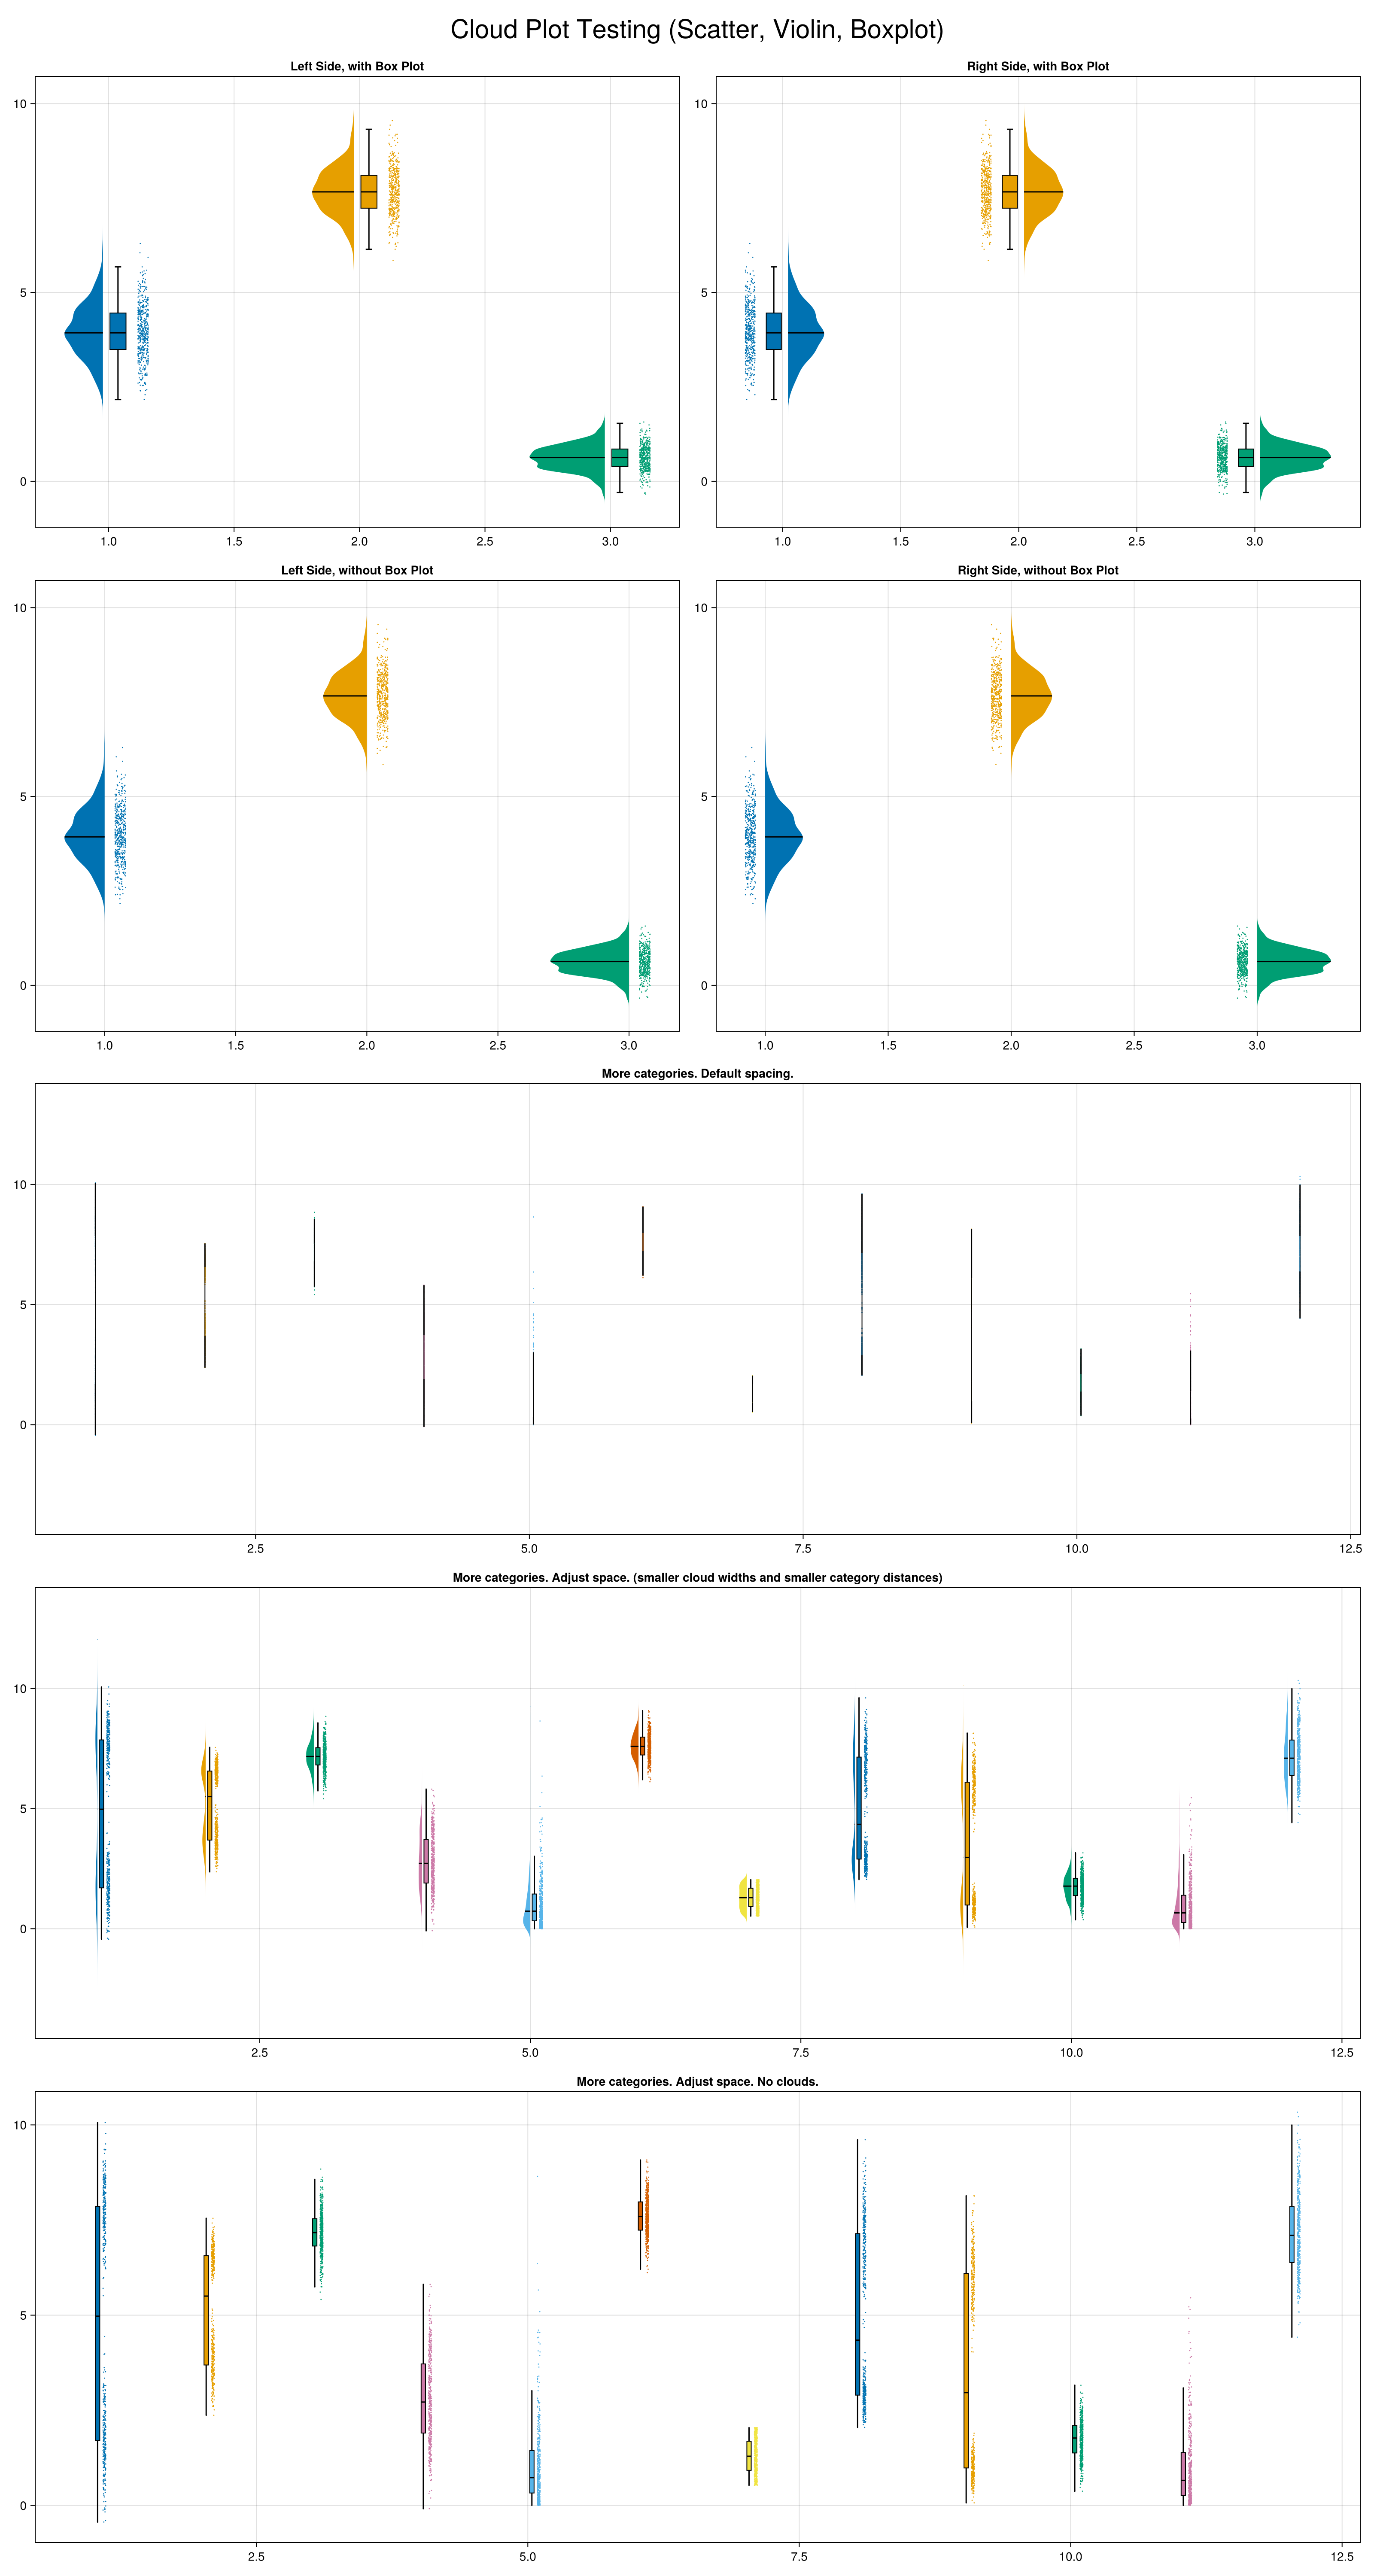 Cloud Plot Testing (Scatter, Violin, Boxplot)
Left Side, with Box Plot
10
5
0
1.0 1.5 2.0 2.5 3.0
Right Side, with Box Plot
10
5
0
1.0 1.5 2.0 2.5 3.0
Left Side, without Box Plot
10
5
0
1.0 1.5 2.0 2.5 3.0
Right Side, without Box Plot
10
5
0
1.0 1.5 2.0 2.5 3.0
More categories. Default spacing.
10
5
0
2.5 5.0 7.5 10.0 12.5
More categories. Adjust space. (smaller cloud widths and smaller category distances)
10
5
0
2.5 5.0 7.5 10.0 12.5
More categories. Adjust space. No clouds.
10
5
0
2.5 5.0 7.5 10.0 12.5